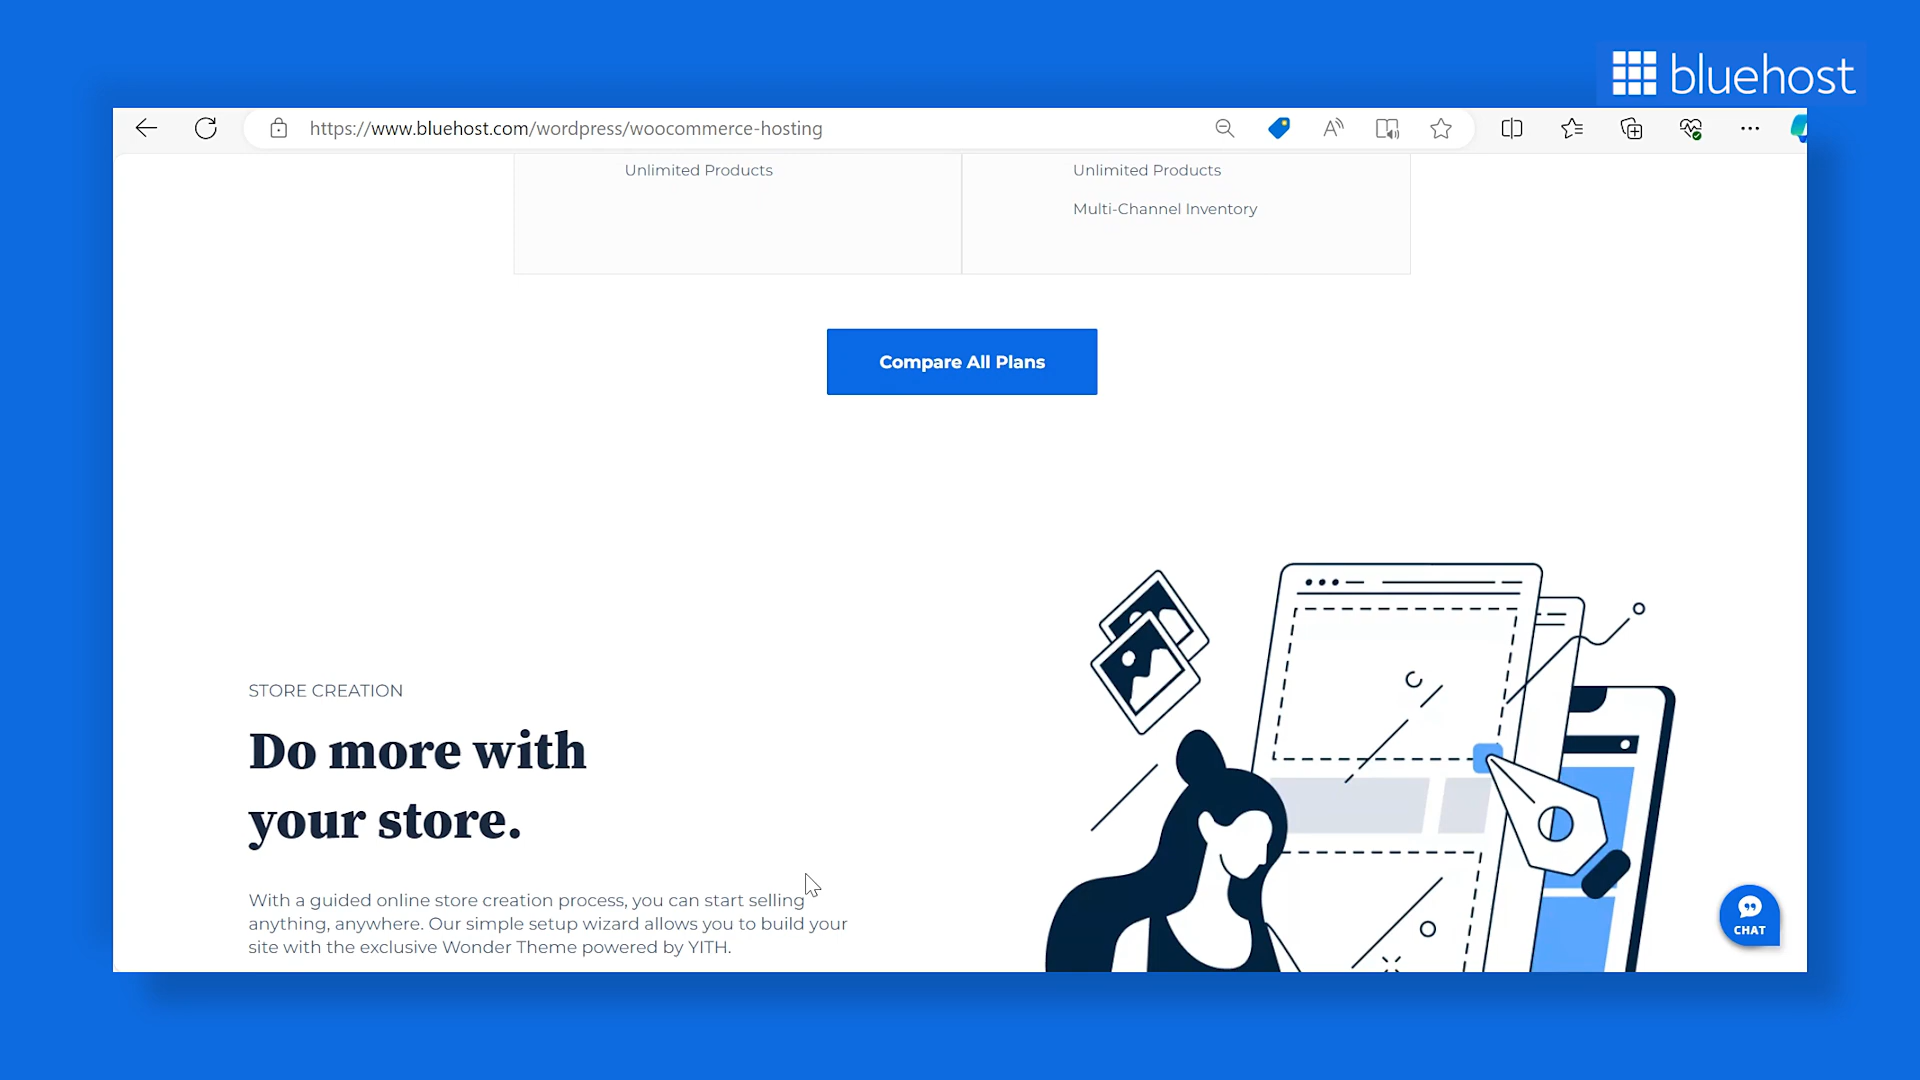 bluehost
https://www.bluehost.com/wordpress/woocommerce-hosting
Unlimited Products
Unlimited Products
Multi-Channel Inventory
Compare All Plans
STORE CREATION
Do more with
your store.
With a guided online store creation process, you can start selling
anything, anywhere. Our simple setup wizard allows you to build your
site with the exclusive Wonder Theme powered by YITH.
CHAT